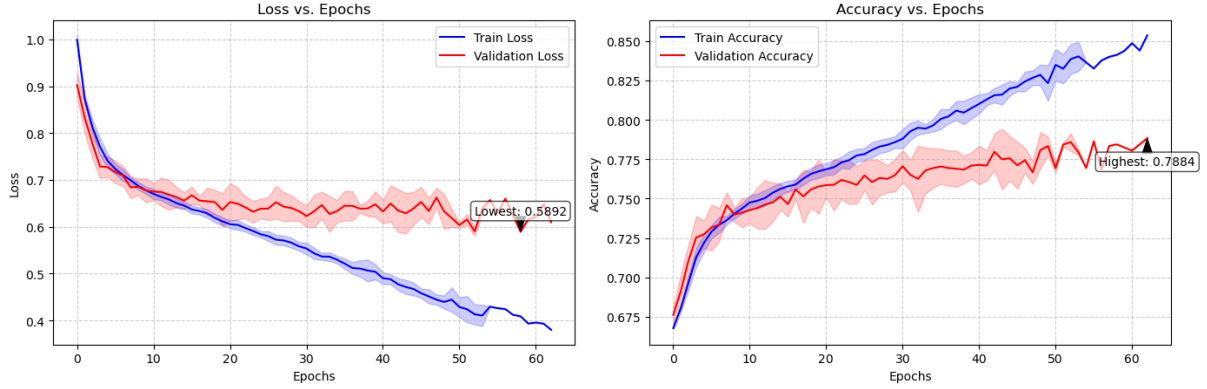 Loss vs. Epochs
1.0
0.9
0.8
0.7
0.6
0.5
0.4
Loss
0
10
20
30
40
50
60
Epochs
Train Loss
Validation Loss
Lowest: 0.5892
Accuracy vs. Epochs
0.850
0.825
0.800
0.775
0.750
0.725
0.700
0.675
Accuracy
0
10
20
30
40
50
60
Epochs
Train Accuracy
Validation Accuracy
Highest: 0.7884